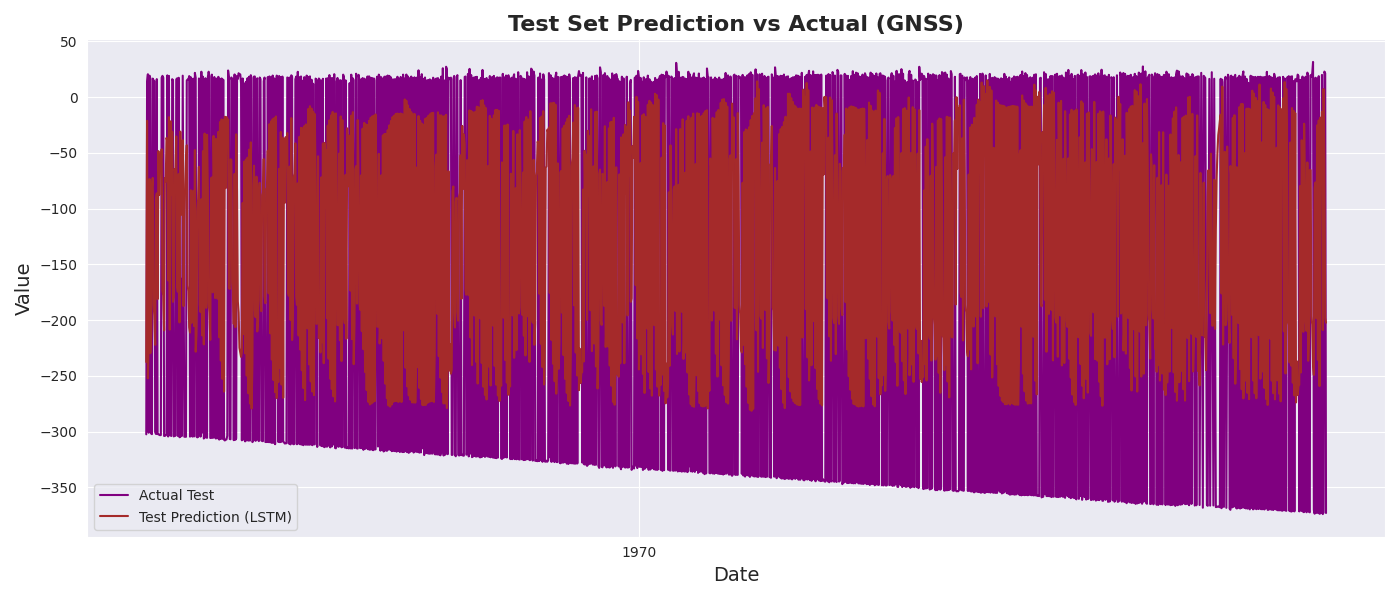 Test Set Prediction vs Actual (GNSS)
50
0
−50
−100
−150
−200
−250
−300
−350
Value
Actual Test
Test Prediction (LSTM)
1970
Date